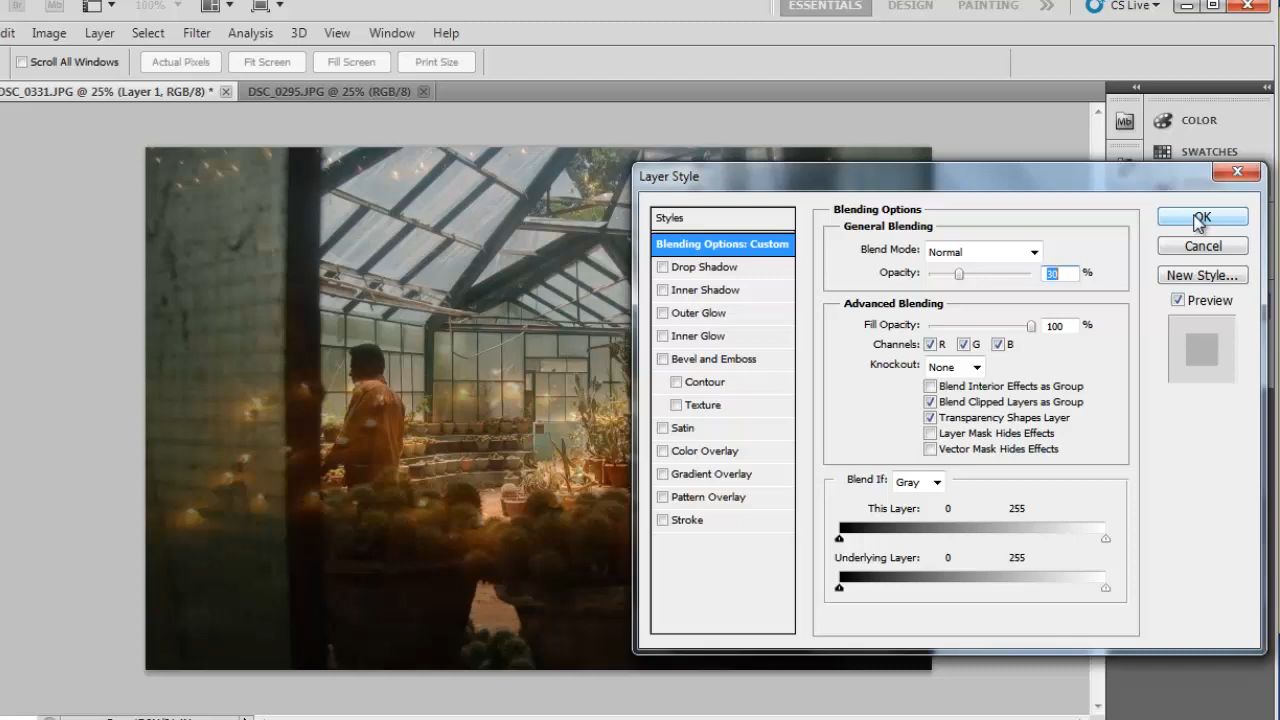 Br Mb 100% ESSENTIALS DESIGN PAINTING CS Live
dit Image Layer Select Filter Analysis 3D View Window Help
Scroll All Windows Actual Pixels Fit Screen Fill Screen Print Size
DSC_0331.JPG @ 25% (Layer 1, RGB/8) * DSC_0295.JPG @ 25% (RGB/8)
Mb COLOR
SWATCHES
Layer Style
Styles
Blending Options: Custom
Drop Shadow
Inner Shadow
Outer Glow
Inner Glow
Bevel and Emboss
Contour
Texture
Satin
Color Overlay
Gradient Overlay
Pattern Overlay
Stroke
Blending Options
General Blending
Blend Mode: Normal
Opacity: 30 %
Advanced Blending
Fill Opacity: 100 %
Channels: R G B
Knockout: None
Blend Interior Effects as Group
Blend Clipped Layers as Group
Transparency Shapes Layer
Layer Mask Hides Effects
Vector Mask Hides Effects
Blend If: Gray
This Layer: 0 255
Underlying Layer: 0 255
OK
Cancel
New Style...
Preview